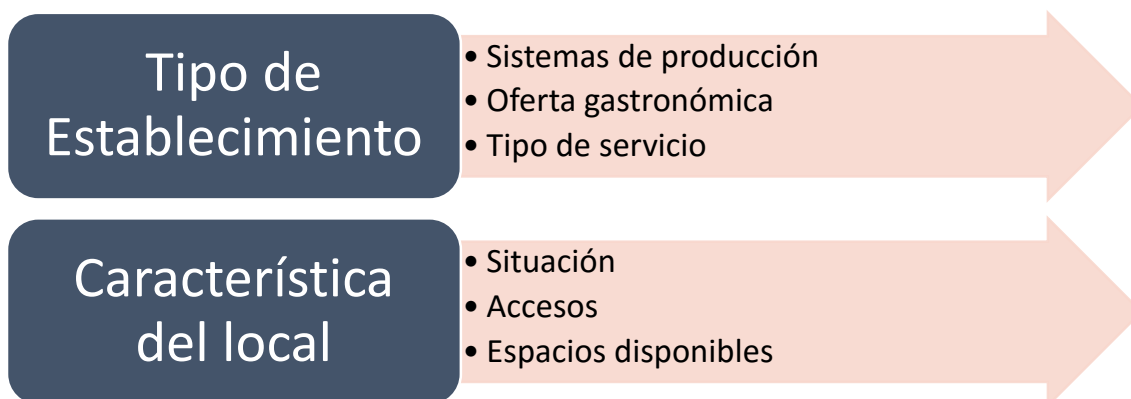 Tipo de
Establecimiento
• Sistemas de producción
• Oferta gastronómica
• Tipo de servicio
Característica
del local
• Situación
• Accesos
• Espacios disponibles